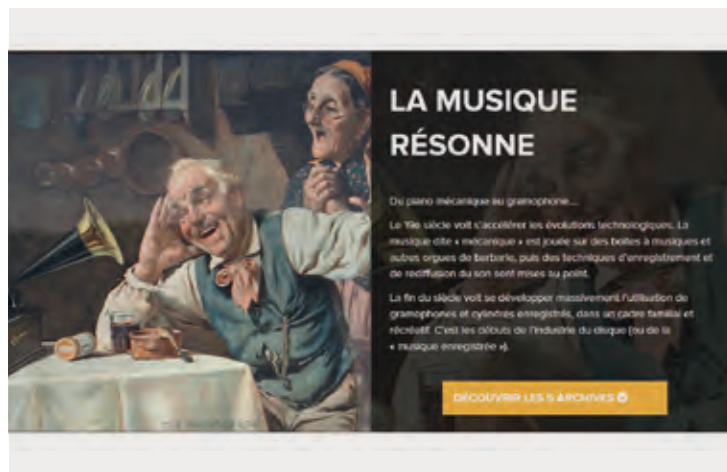 LA MUSIQUE
RÉSONNE
Du piano mécanique au gramophone...
Le 19e siècle voit s'accélérer les évolutions technologiques. La
musique dite « mécanique » est jouée sur des boîtes à musiques et
autres orgues de barbarie, puis des techniques d'enregistrement et
de rediffusion du son sont mises au point.
La fin du siècle voit se développer massivement l'utilisation de
gramophones et cylindres enregistrés, dans un cadre familial et
récréatif. C'est les débuts de l'industrie du disque (ou de la
« musique enregistrée »).
DÉCOUVRIR LES 5 ARCHIVES